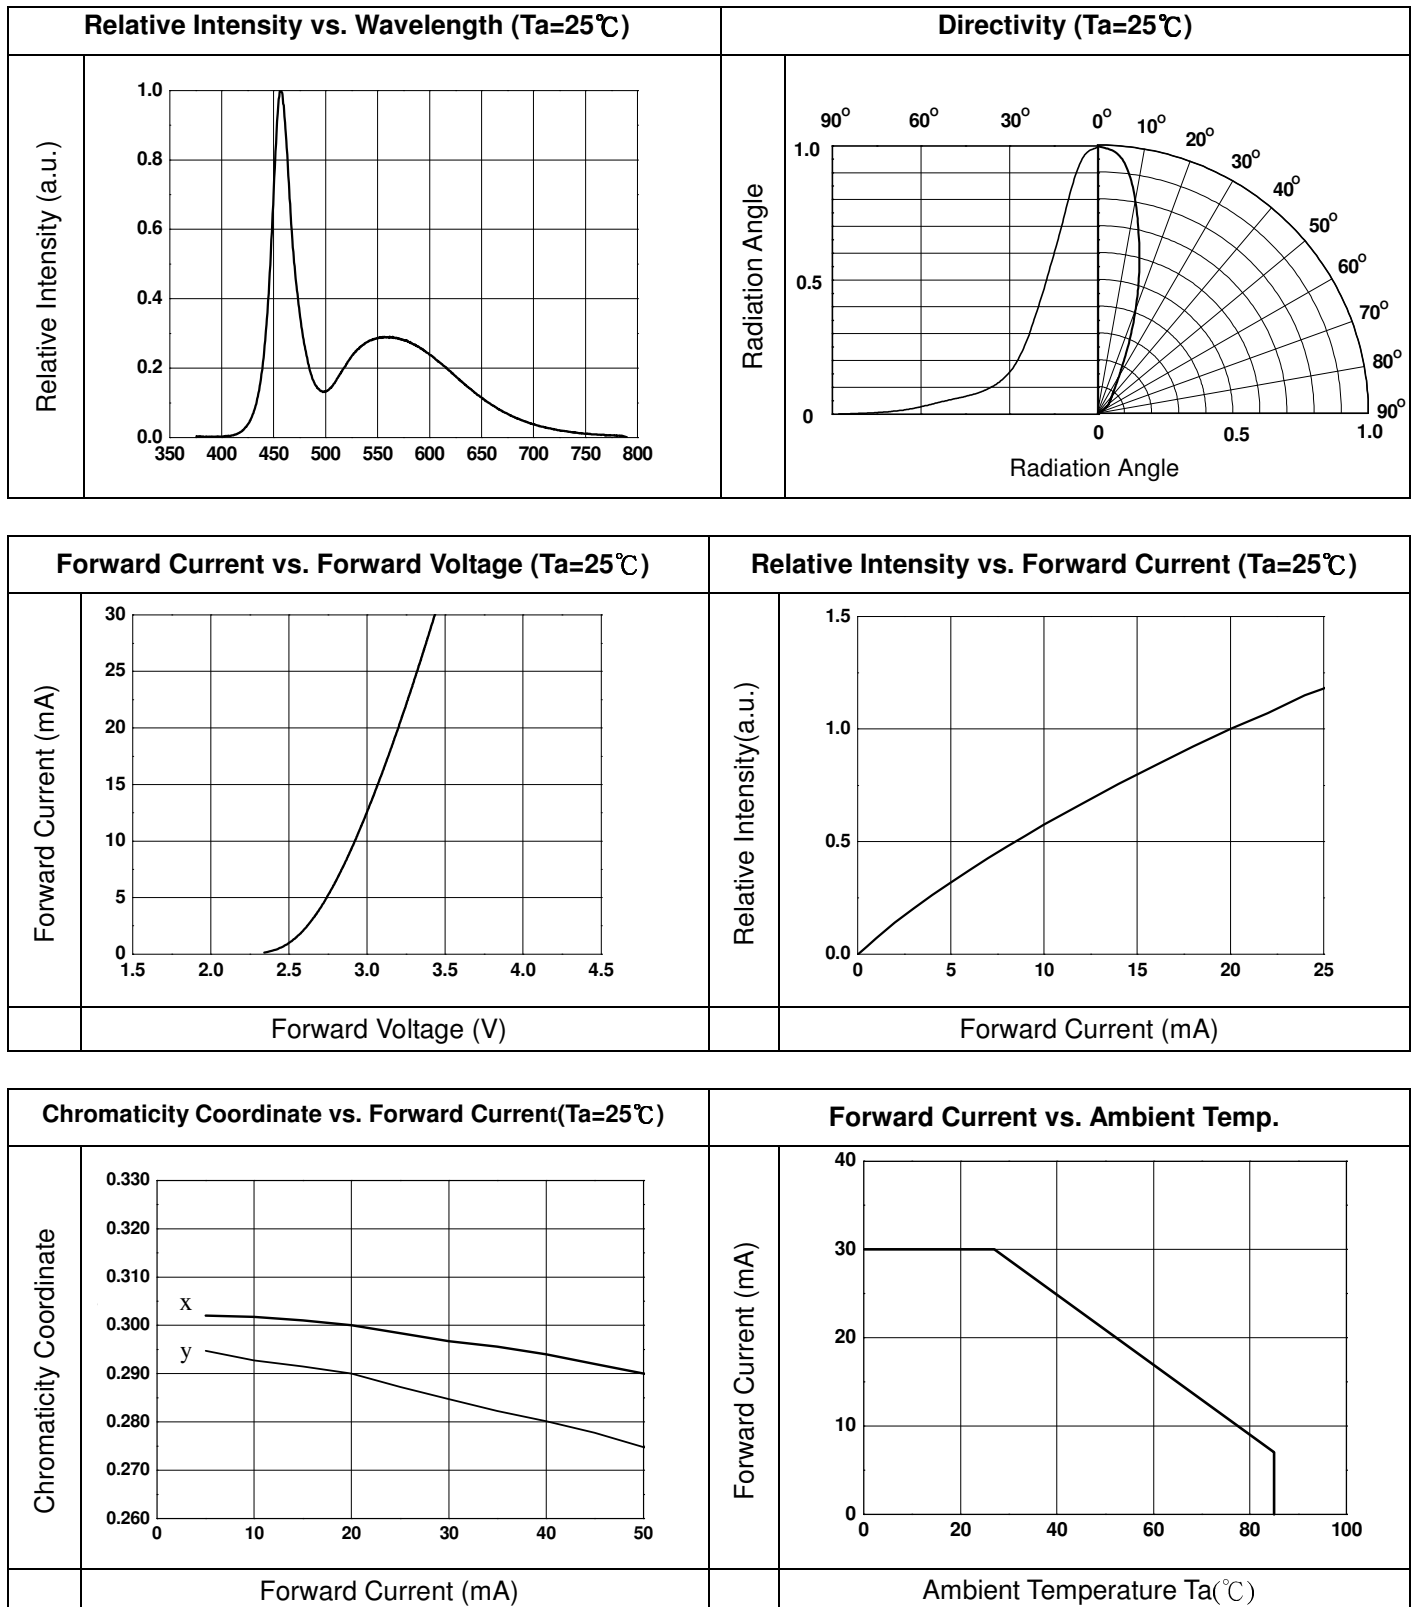 Relative Intensity vs. Wavelength (Ta=25℃)
Relative Intensity (a.u.)
1.0
0.8
0.6
0.4
0.2
0.0
350 400 450 500 550 600 650 700 750 800
Directivity (Ta=25℃)
Radiation Angle
90° 60° 30° 0° 10° 20° 30° 40° 50° 60° 70° 80° 90°
1.0
0.5
0
0 0.5 1.0
Radiation Angle
Forward Current vs. Forward Voltage (Ta=25℃)
Forward Current (mA)
30
25
20
15
10
5
0
1.5 2.0 2.5 3.0 3.5 4.0 4.5
Forward Voltage (V)
Relative Intensity vs. Forward Current (Ta=25℃)
Relative Intensity(a.u.)
1.5
1.0
0.5
0.0
0 5 10 15 20 25
Forward Current (mA)
Chromaticity Coordinate vs. Forward Current(Ta=25℃)
Chromaticity Coordinate
0.330
0.320
0.310
0.300
0.290
0.280
0.270
0.260
x
y
0 10 20 30 40 50
Forward Current (mA)
Forward Current vs. Ambient Temp.
Forward Current (mA)
40
30
20
10
0
0 20 40 60 80 100
Ambient Temperature Ta(℃)